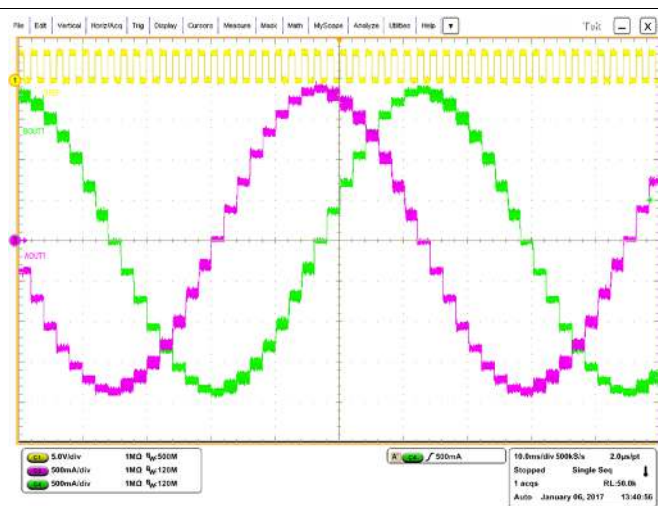 File Edit Vertical Horiz/Acq Trig Display Cursors Measure Mask Math MyScope Analyze Utilities Help Tek X
1
STEP
BOUT1
AOUT1
C1 5.0V/div 1MΩ BW:500M
500mA/div 1MΩ BW:120M
500mA/div 1MΩ BW:120M
A' 500mA
10.0ms/div 500kS/s 2.0µs/pt
Stopped Single Seq
1 acqs RL:50.0k
Auto January 06, 2017 13:40:56